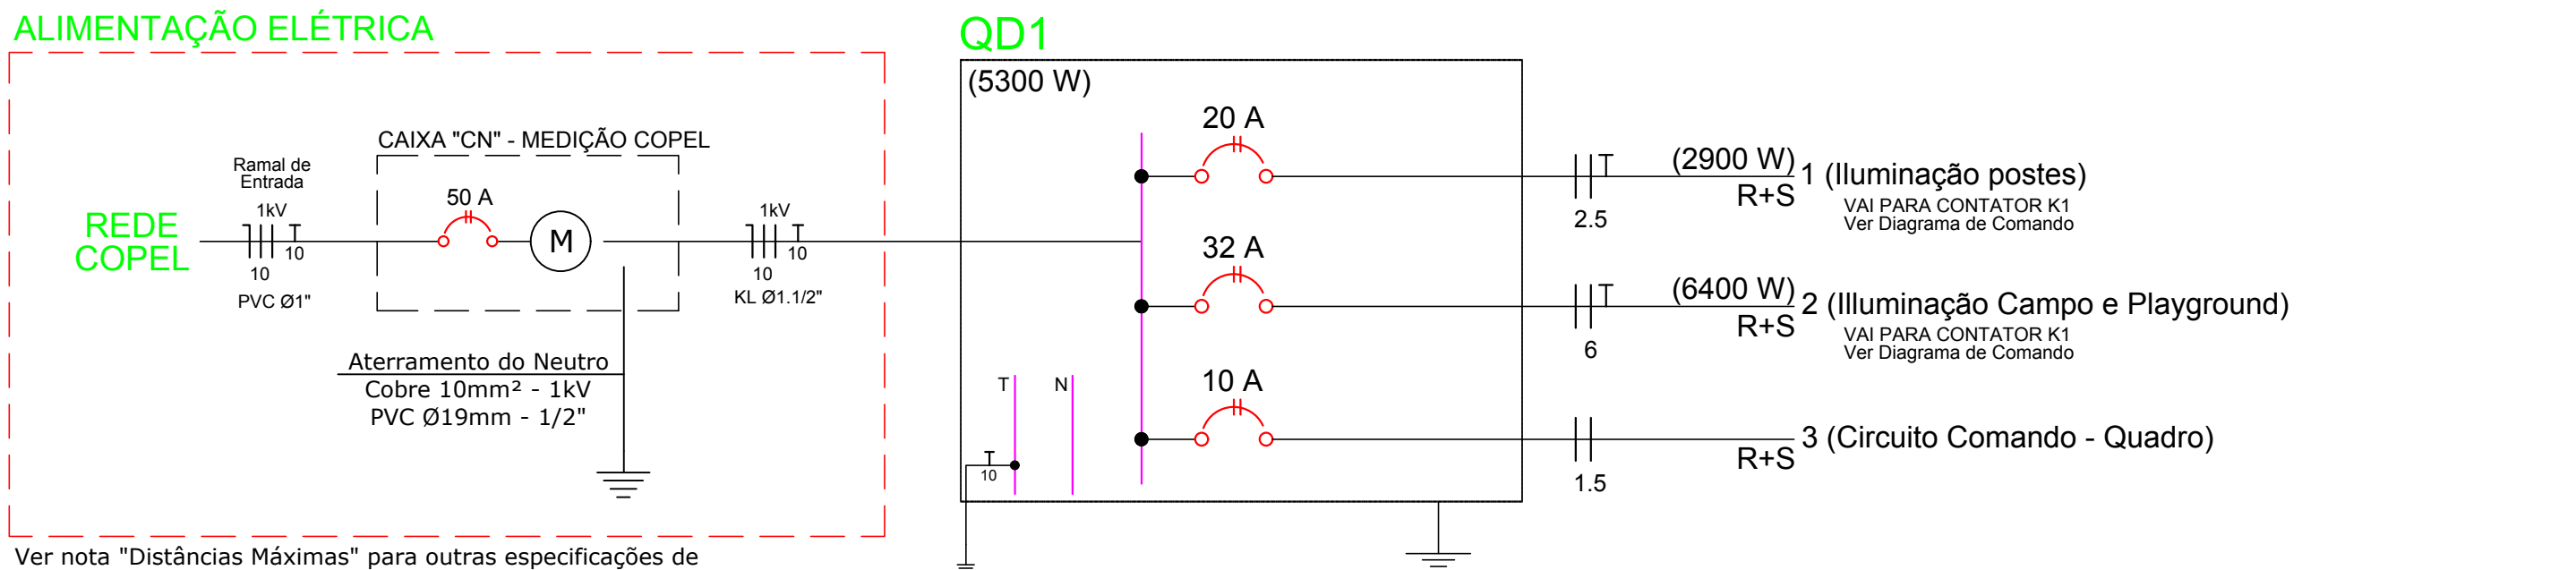 ALIMENTAÇÃO ELÉTRICA
REDE
COPEL
Ramal de
Entrada
1kV
T
10
10
PVC Ø1"
CAIXA "CN" - MEDIÇÃO COPEL
50 A
M
1kV
T
10
10
KL Ø1.1/2"
Aterramento do Neutro
Cobre 10mm² - 1kV
PVC Ø19mm - 1/2"
Ver nota "Distâncias Máximas" para outras especificações de
QD1
(5300 W)
20 A
T
2.5
(2900 W)
R+S
1 (Iluminação postes)
VAI PARA CONTATOR K1
Ver Diagrama de Comando
32 A
T
6
(6400 W)
R+S
2 (Illuminação Campo e Playground)
VAI PARA CONTATOR K1
Ver Diagrama de Comando
10 A
1.5
R+S
3 (Circuito Comando - Quadro)
T
N
T
10